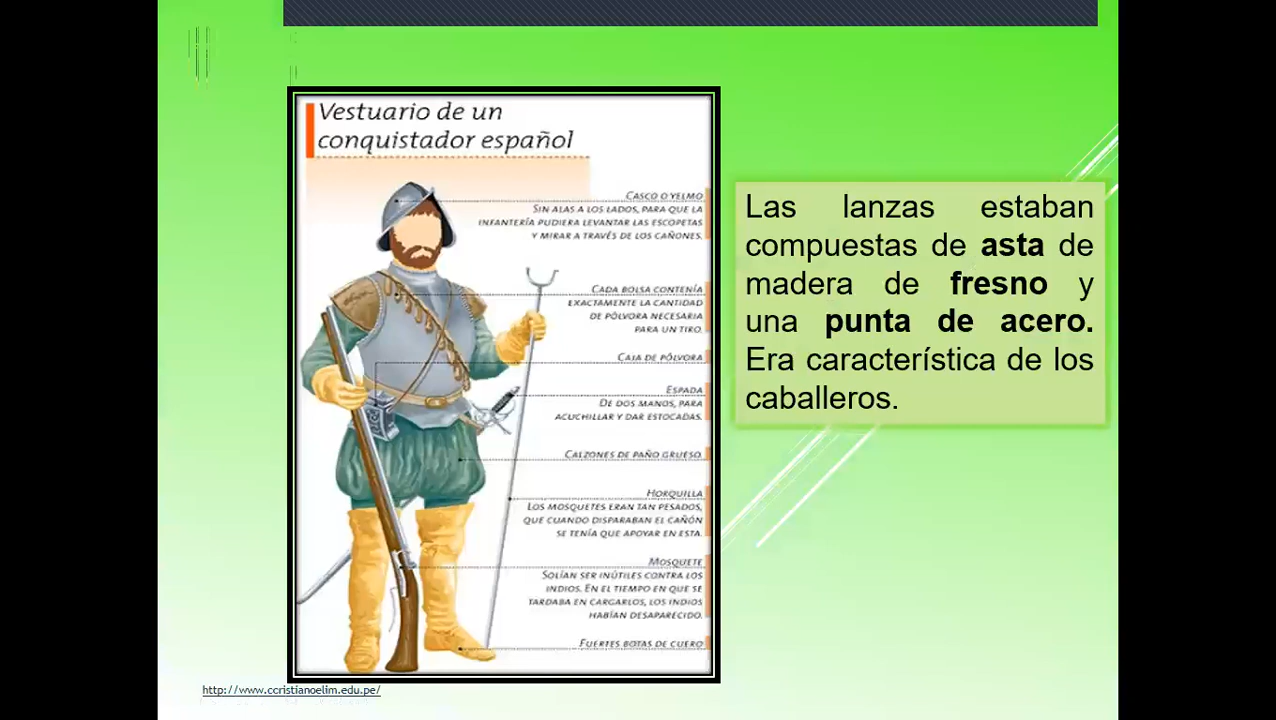 Vestuario de un
conquistador español
CASCO O YELMO
SIN ALAS A LOS LADOS, PARA QUE LA
INFANTERÍA PUDIERA LEVANTAR LAS ESCOPETAS
Y MIRAR A TRAVÉS DE LOS CAÑONES.
CADA BOLSA CONTENÍA
EXACTAMENTE LA CANTIDAD
DE PÓLVORA NECESARIA
PARA UN TIRO.
CAJA DE PÓLVORA
ESPADA
DE DOS MANOS, PARA
ACUCHILLAR Y DAR ESTOCADAS.
CALZONES DE PAÑO GRUESO.
HORQUILLA
LOS MOSQUETES ERAN TAN PESADOS,
QUE CUANDO DISPARABAN EL CAÑÓN
SE TENÍA QUE APOYAR EN ESTA.
MOSQUETE
SOLÍAN SER INÚTILES CONTRA LOS
INDIOS. EN EL TIEMPO EN QUE SE
TARDABA EN CARGARLOS, LOS INDIOS
HABÍAN DESAPARECIDO.
FUERTES BOTAS DE CUERO
Las lanzas estaban
compuestas de asta de
madera de fresno y
una punta de acero.
Era característica de los
caballeros.
http://www.ccristianoelim.edu.pe/